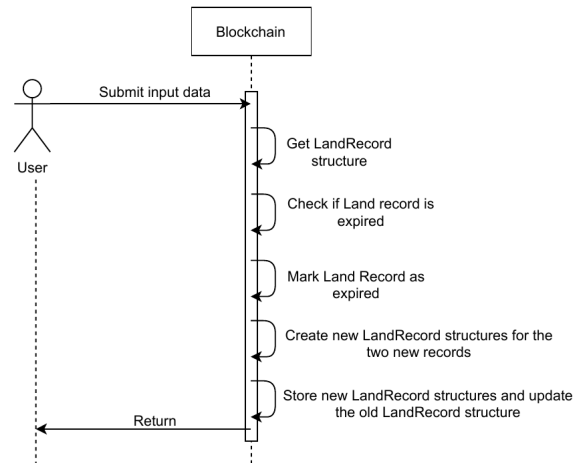 Blockchain
Submit input data
User
Get LandRecord
structure
Check if Land record is
expired
Mark Land Record as
expired
Create new LandRecord structures for the
two new records
Store new LandRecord structures and update
the old LandRecord structure
Return